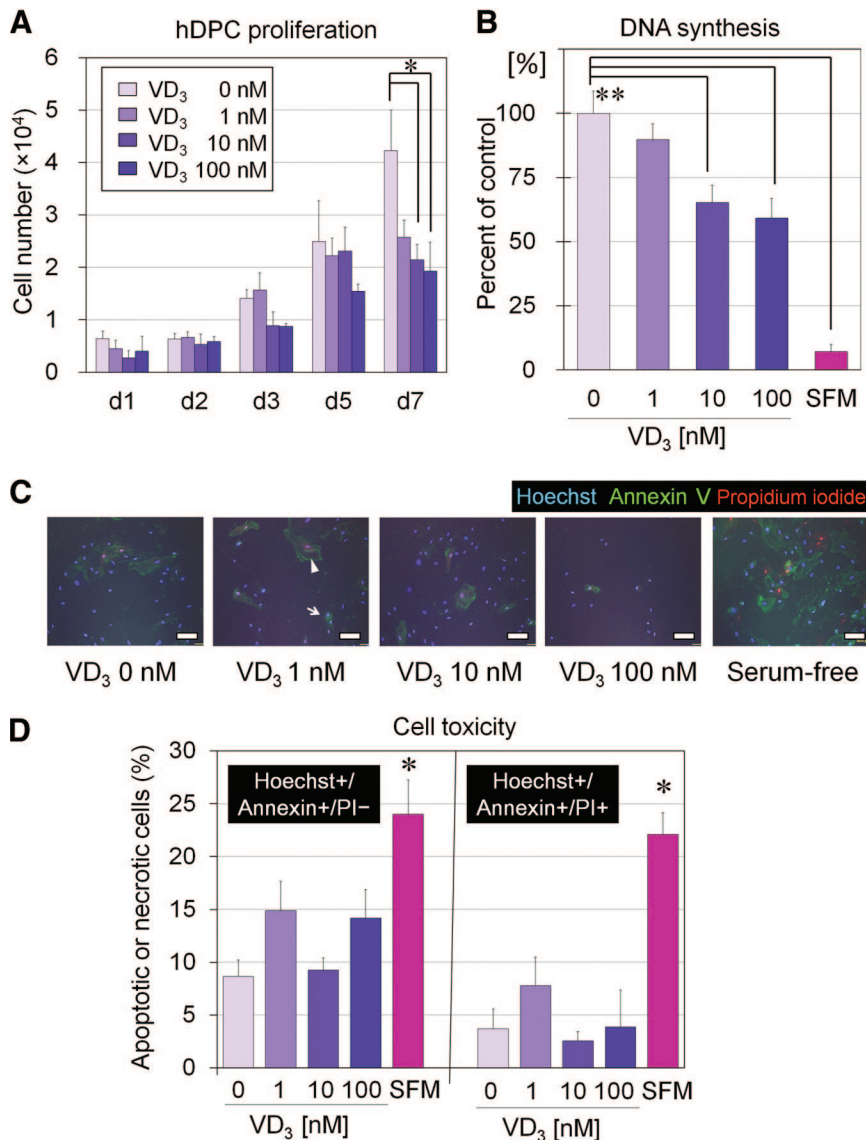 A
hDPC proliferation
Cell number (×10⁴)
6
5
4
3
2
1
0
VD₃ 0 nM
VD₃ 1 nM
VD₃ 10 nM
VD₃ 100 nM
*
d1 d2 d3 d5 d7
B
DNA synthesis
[%]
Percent of control
100
75
50
25
0
**
0 1 10 100 SFM
VD₃ [nM]
C
Hoechst Annexin V Propidium iodide
VD₃ 0 nM VD₃ 1 nM VD₃ 10 nM VD₃ 100 nM Serum-free
D
Cell toxicity
Apoptotic or necrotic cells (%)
30
25
20
15
10
5
0
Hoechst+/
Annexin+/PI−
*
Hoechst+/
Annexin+/PI+
*
0 1 10 100 SFM 0 1 10 100 SFM
VD₃ [nM] VD₃ [nM]